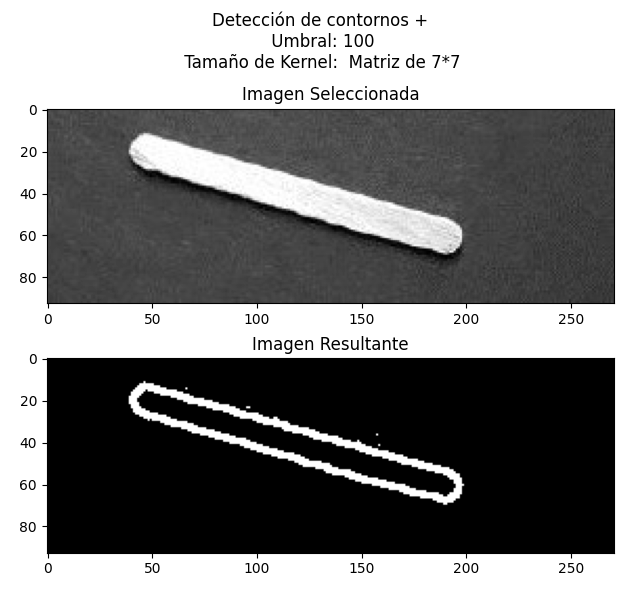 Detección de contornos +
Umbral: 100
Tamaño de Kernel:  Matriz de 7*7
Imagen Seleccionada
0
20
40
60
80
0 50 100 150 200 250
Imagen Resultante
0
20
40
60
80
0 50 100 150 200 250